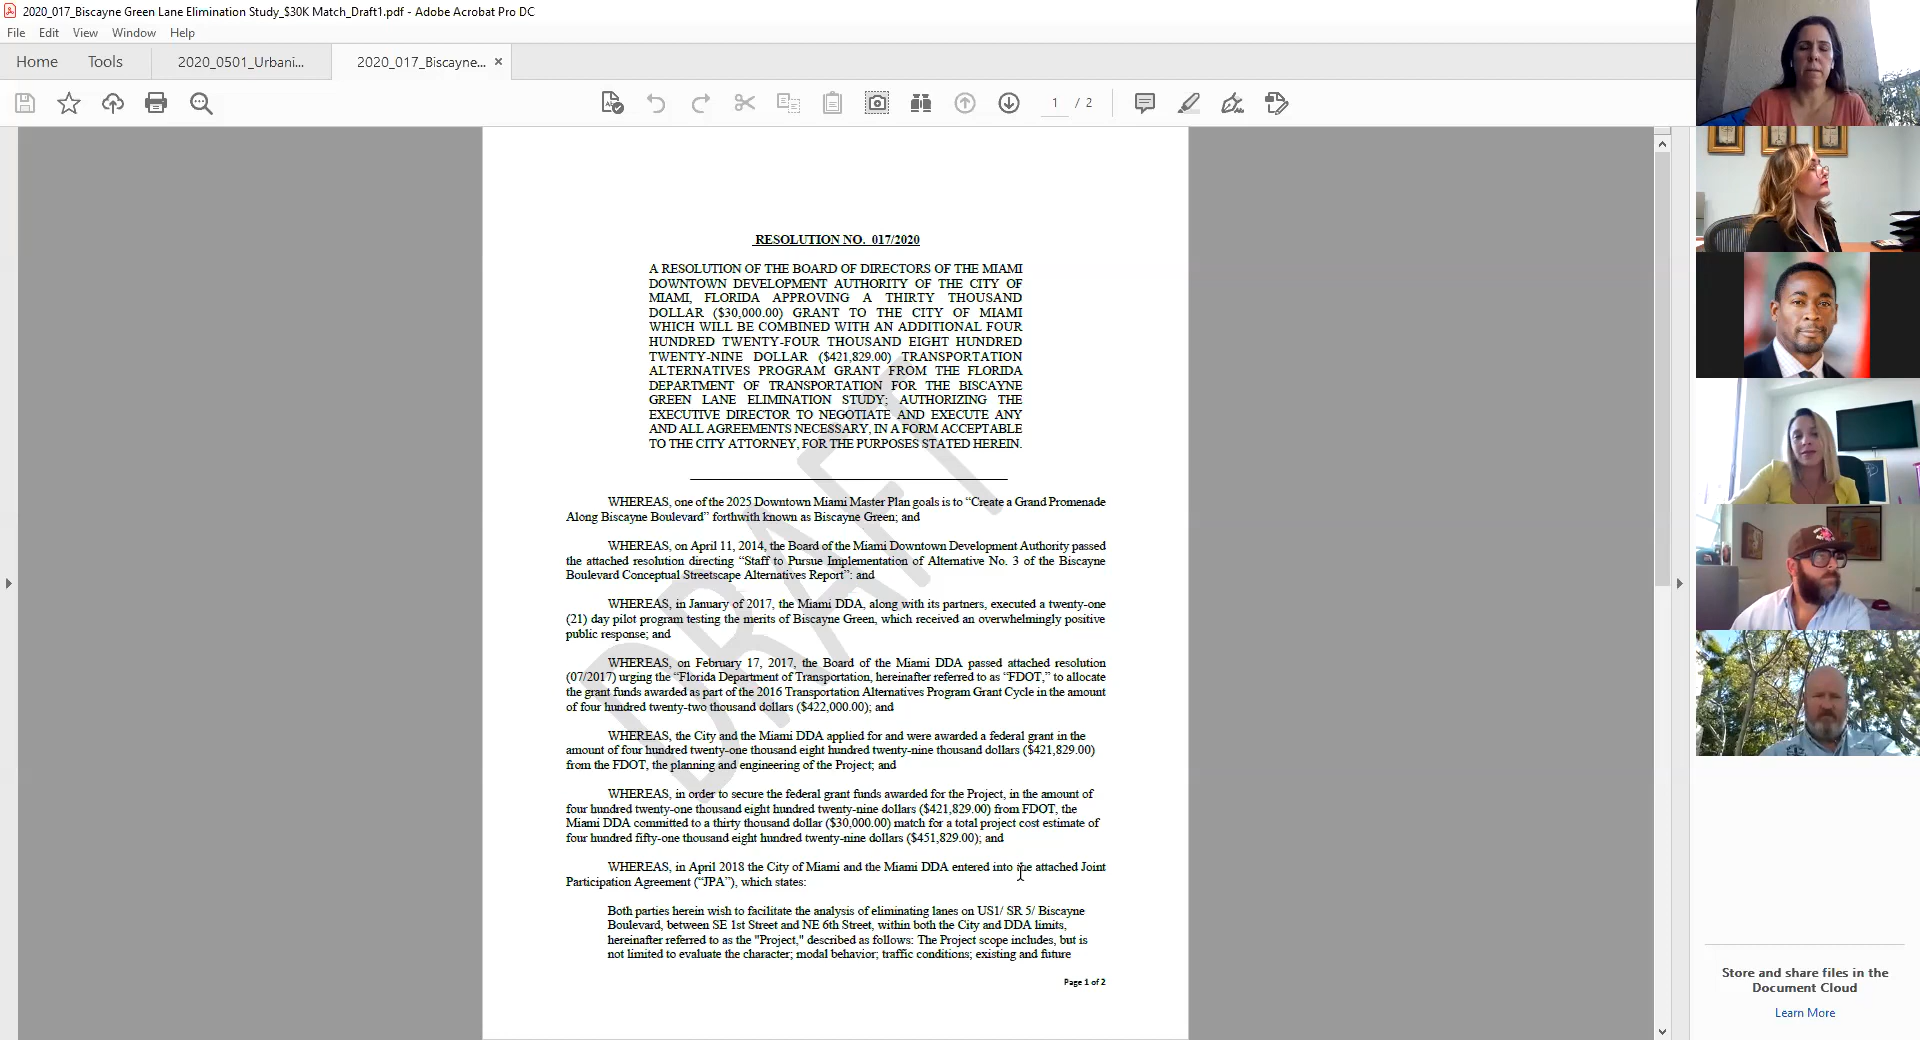 2020_017_Biscayne Green Lane Elimination Study_$30K Match_Draft1.pdf - Adobe Acrobat Pro DC
File Edit View Window Help
Home Tools 2020_0501_Urbani... 2020_017_Biscayne... ×
1 / 2
RESOLUTION NO. 017/2020
A RESOLUTION OF THE BOARD OF DIRECTORS OF THE MIAMI
DOWNTOWN DEVELOPMENT AUTHORITY OF THE CITY OF
MIAMI, FLORIDA APPROVING A THIRTY THOUSAND
DOLLAR ($30,000.00) GRANT TO THE CITY OF MIAMI
WHICH WILL BE COMBINED WITH AN ADDITIONAL FOUR
HUNDRED TWENTY-FOUR THOUSAND EIGHT HUNDRED
TWENTY-NINE DOLLAR ($421,829.00) TRANSPORTATION
ALTERNATIVES PROGRAM GRANT FROM THE FLORIDA
DEPARTMENT OF TRANSPORTATION FOR THE BISCAYNE
GREEN LANE ELIMINATION STUDY; AUTHORIZING THE
EXECUTIVE DIRECTOR TO NEGOTIATE AND EXECUTE ANY
AND ALL AGREEMENTS NECESSARY, IN A FORM ACCEPTABLE
TO THE CITY ATTORNEY, FOR THE PURPOSES STATED HEREIN.
DRAFT
WHEREAS, one of the 2025 Downtown Miami Master Plan goals is to “Create a Grand Promenade
Along Biscayne Boulevard” forthwith known as Biscayne Green; and
WHEREAS, on April 11, 2014, the Board of the Miami Downtown Development Authority passed
the attached resolution directing “Staff to Pursue Implementation of Alternative No. 3 of the Biscayne
Boulevard Conceptual Streetscape Alternatives Report”: and
WHEREAS, in January of 2017, the Miami DDA, along with its partners, executed a twenty-one
(21) day pilot program testing the merits of Biscayne Green, which received an overwhelmingly positive
public response; and
WHEREAS, on February 17, 2017, the Board of the Miami DDA passed attached resolution
(07/2017) urging the “Florida Department of Transportation, hereinafter referred to as “FDOT,” to allocate
the grant funds awarded as part of the 2016 Transportation Alternatives Program Grant Cycle in the amount
of four hundred twenty-two thousand dollars ($422,000.00); and
WHEREAS, the City and the Miami DDA applied for and were awarded a federal grant in the
amount of four hundred twenty-one thousand eight hundred twenty-nine thousand dollars ($421,829.00)
from the FDOT, the planning and engineering of the Project; and
WHEREAS, in order to secure the federal grant funds awarded for the Project, in the amount of
four hundred twenty-one thousand eight hundred twenty-nine dollars ($421,829.00) from FDOT, the
Miami DDA committed to a thirty thousand dollar ($30,000.00) match for a total project cost estimate of
four hundred fifty-one thousand eight hundred twenty-nine dollars ($451,829.00); and
WHEREAS, in April 2018 the City of Miami and the Miami DDA entered into the attached Joint
Participation Agreement (“JPA”), which states:
Both parties herein wish to facilitate the analysis of eliminating lanes on US1/ SR 5/ Biscayne
Boulevard, between SE 1st Street and NE 6th Street, within both the City and DDA limits,
hereinafter referred to as the "Project," described as follows: The Project scope includes, but is
not limited to evaluate the character; modal behavior; traffic conditions; existing and future
Page 1 of 2
Store and share files in the
Document Cloud
Learn More